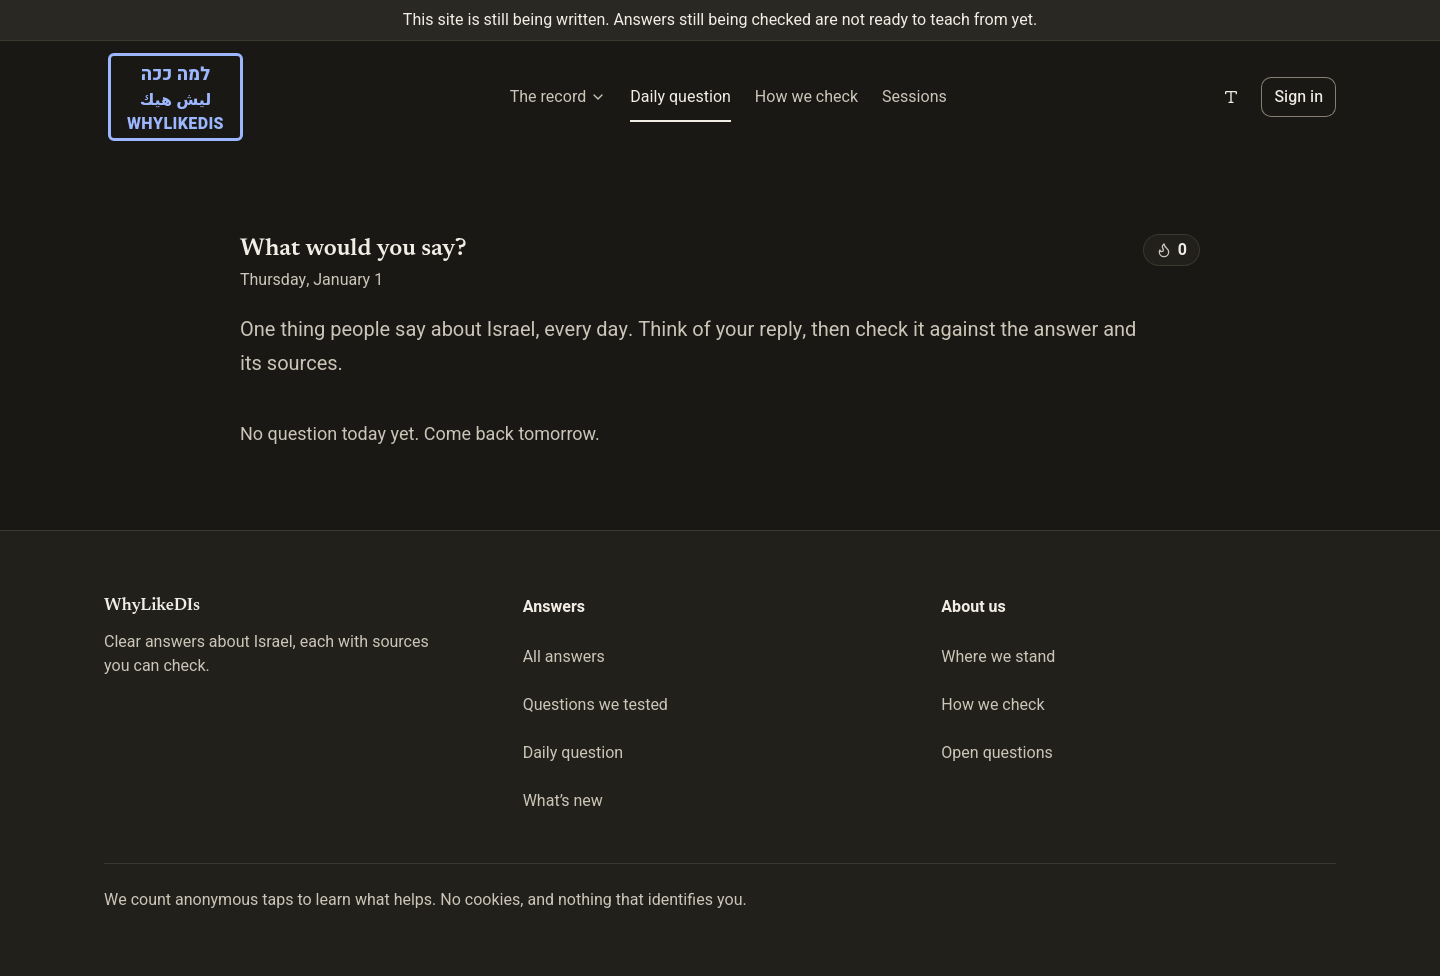 This site is still being written. Answers still being checked are not ready to teach from yet.
למה ככה
ليش هيك
WHYLIKEDIS
The record
Daily question
How we check
Sessions
T
Sign in
What would you say?
0
Thursday, January 1
One thing people say about Israel, every day. Think of your reply, then check it against the answer and
its sources.
No question today yet. Come back tomorrow.
WhyLikeDIs
Clear answers about Israel, each with sources
you can check.
Answers
All answers
Questions we tested
Daily question
What’s new
About us
Where we stand
How we check
Open questions
We count anonymous taps to learn what helps. No cookies, and nothing that identifies you.